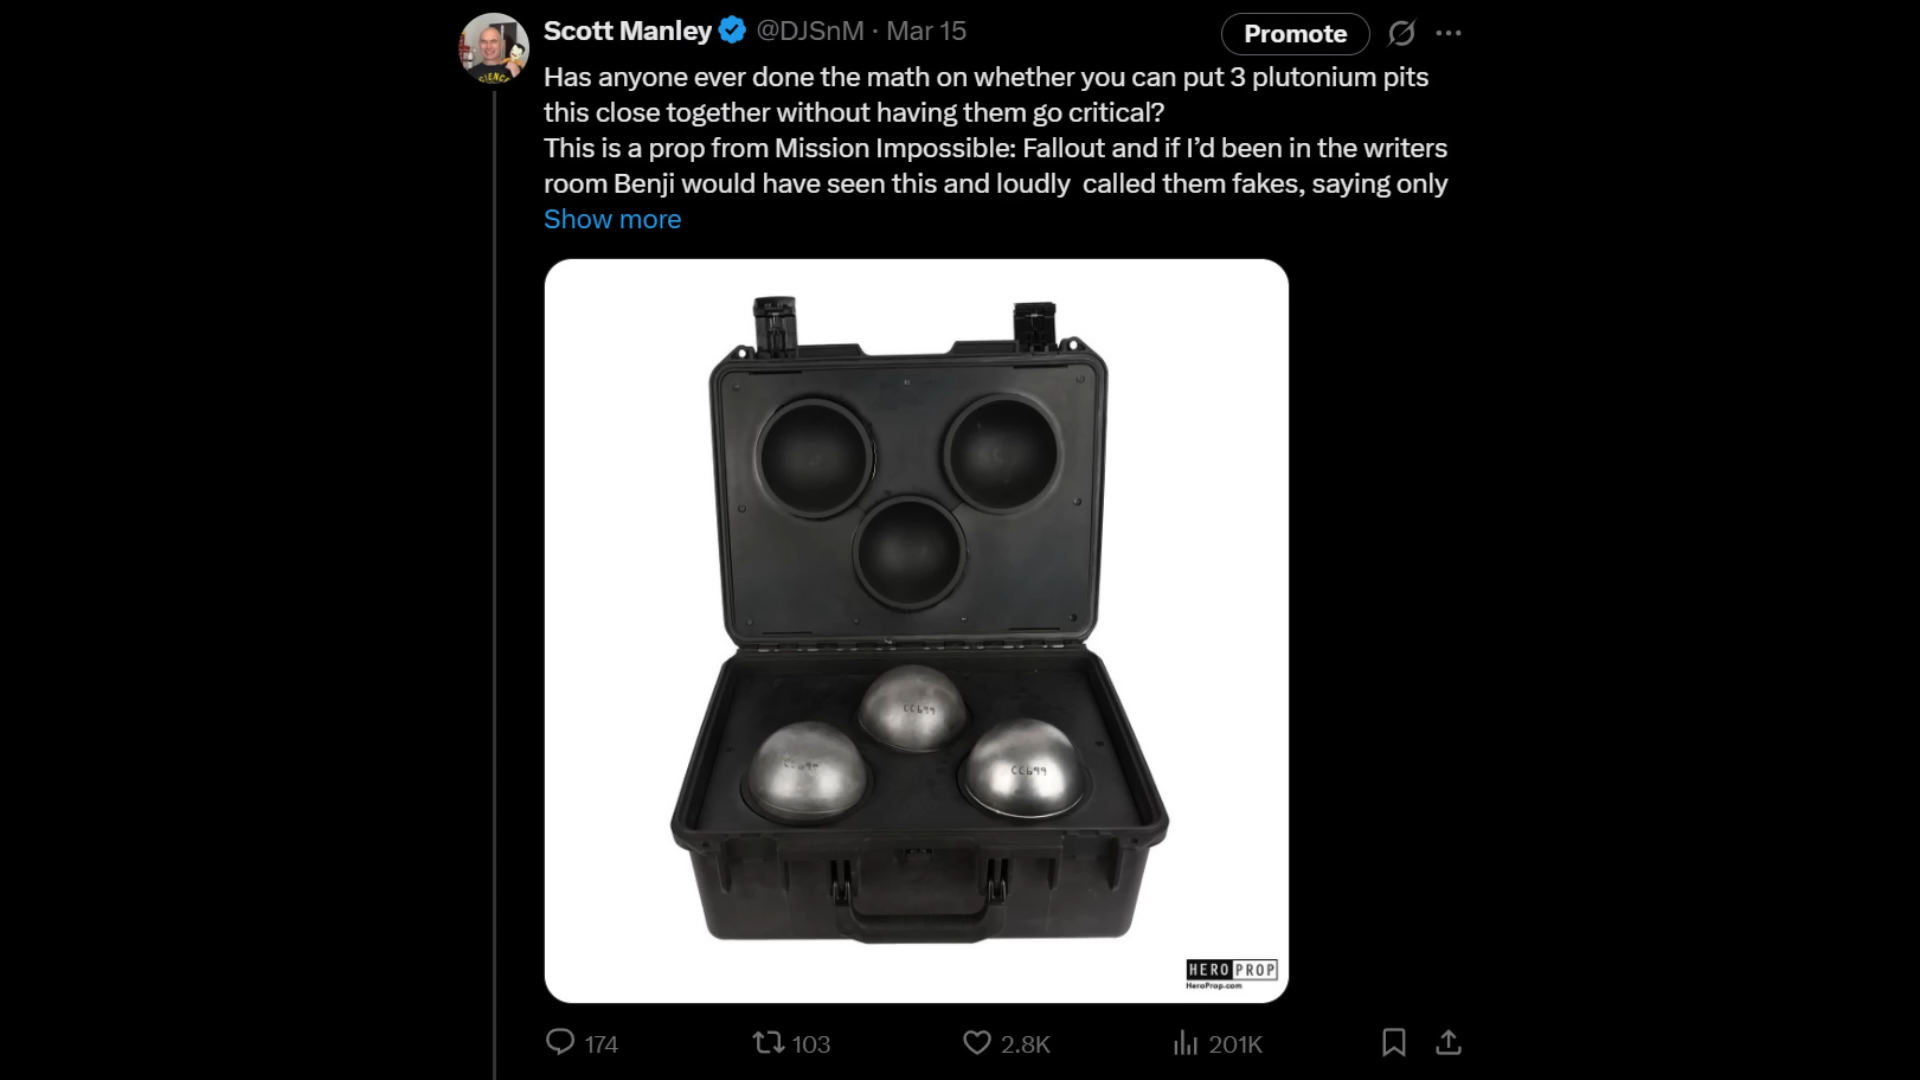 Scott Manley @DJSnM · Mar 15
Promote
Has anyone ever done the math on whether you can put 3 plutonium pits
this close together without having them go critical?
This is a prop from Mission Impossible: Fallout and if I’d been in the writers
room Benji would have seen this and loudly  called them fakes, saying only
Show more
CC699
CC699
HERO PROP
HeroProp.com
174
103
2.8K
201K